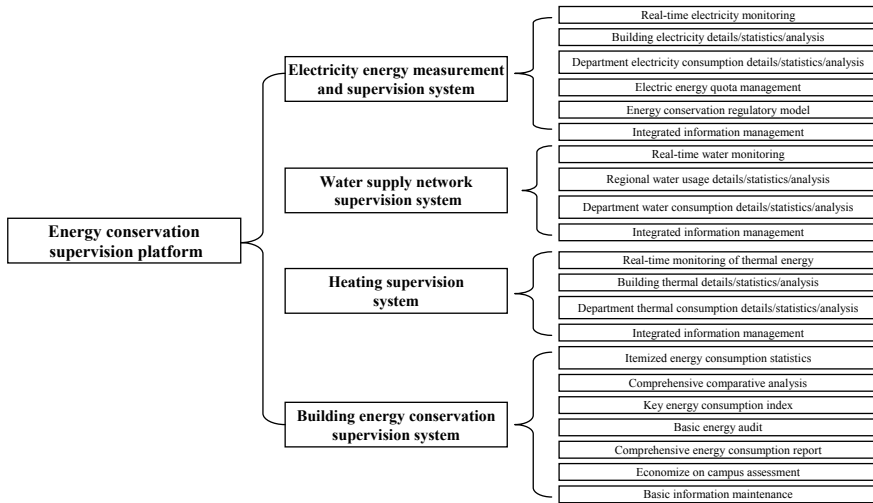 Energy conservation
supervision platform
Electricity energy measurement
and supervision system
Real-time electricity monitoring
Building electricity details/statistics/analysis
Department electricity consumption details/statistics/analysis
Electric energy quota management
Energy conservation regulatory model
Integrated information management
Water supply network
supervision system
Real-time water monitoring
Regional water usage details/statistics/analysis
Department water consumption details/statistics/analysis
Integrated information management
Heating supervision
system
Real-time monitoring of thermal energy
Building thermal details/statistics/analysis
Department thermal consumption details/statistics/analysis
Integrated information management
Building energy conservation
supervision system
Itemized energy consumption statistics
Comprehensive comparative analysis
Key energy consumption index
Basic energy audit
Comprehensive energy consumption report
Economize on campus assessment
Basic information maintenance